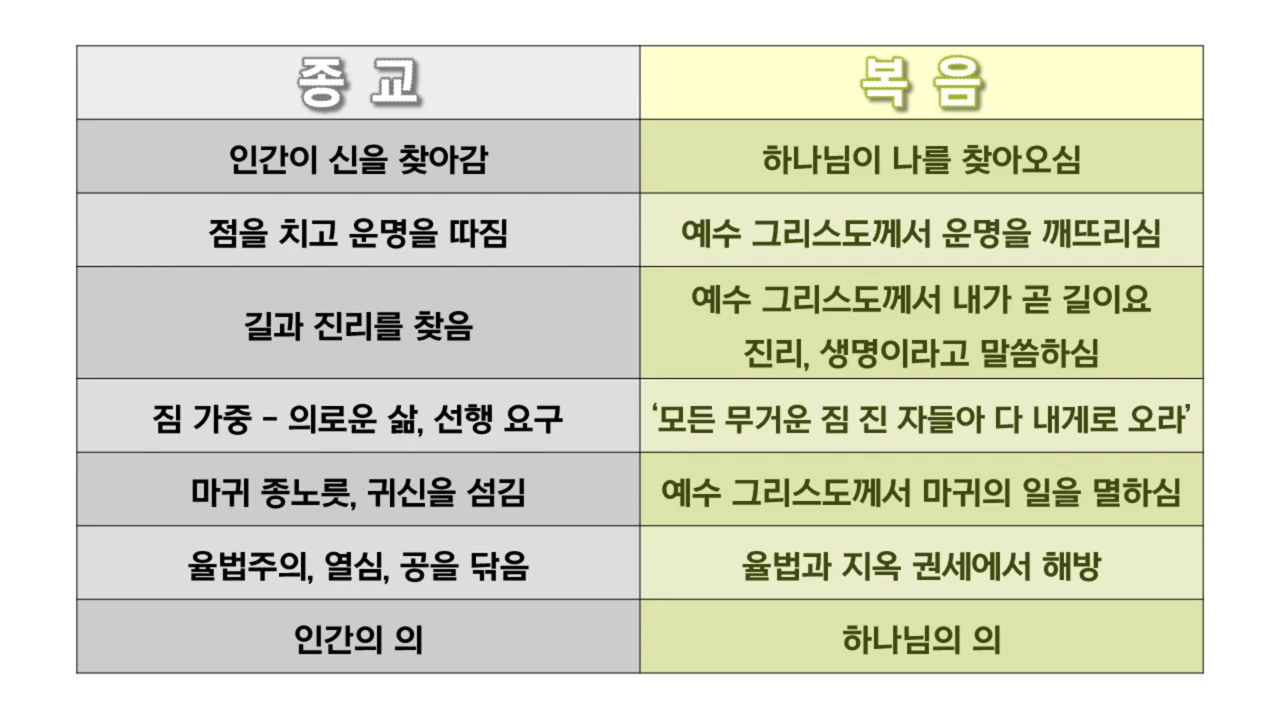 종 교
복 음
인간이 신을 찾아감
하나님이 나를 찾아오심
점을 치고 운명을 따짐
예수 그리스도께서 운명을 깨뜨리심
길과 진리를 찾음
예수 그리스도께서 내가 곧 길이요
진리, 생명이라고 말씀하심
짐 가중 - 의로운 삶, 선행 요구
‘모든 무거운 짐 진 자들아 다 내게로 오라’
마귀 종노릇, 귀신을 섬김
예수 그리스도께서 마귀의 일을 멸하심
율법주의, 열심, 공을 닦음
율법과 지옥 권세에서 해방
인간의 의
하나님의 의